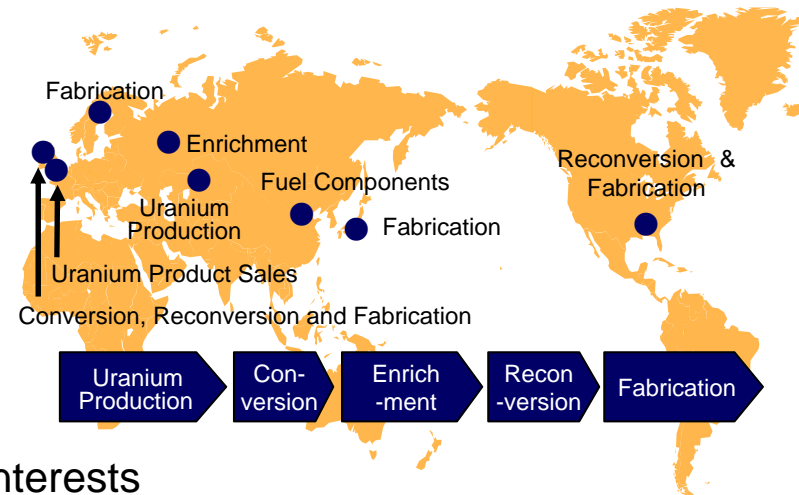 Fabrication
Enrichment
Reconversion &
Fabrication
Fuel Components
Uranium
Production
Fabrication
Uranium Product Sales
Conversion, Reconversion and Fabrication
Uranium
Production
Con-
version
Enrich
-ment
Recon
-version
Fabrication
nterests